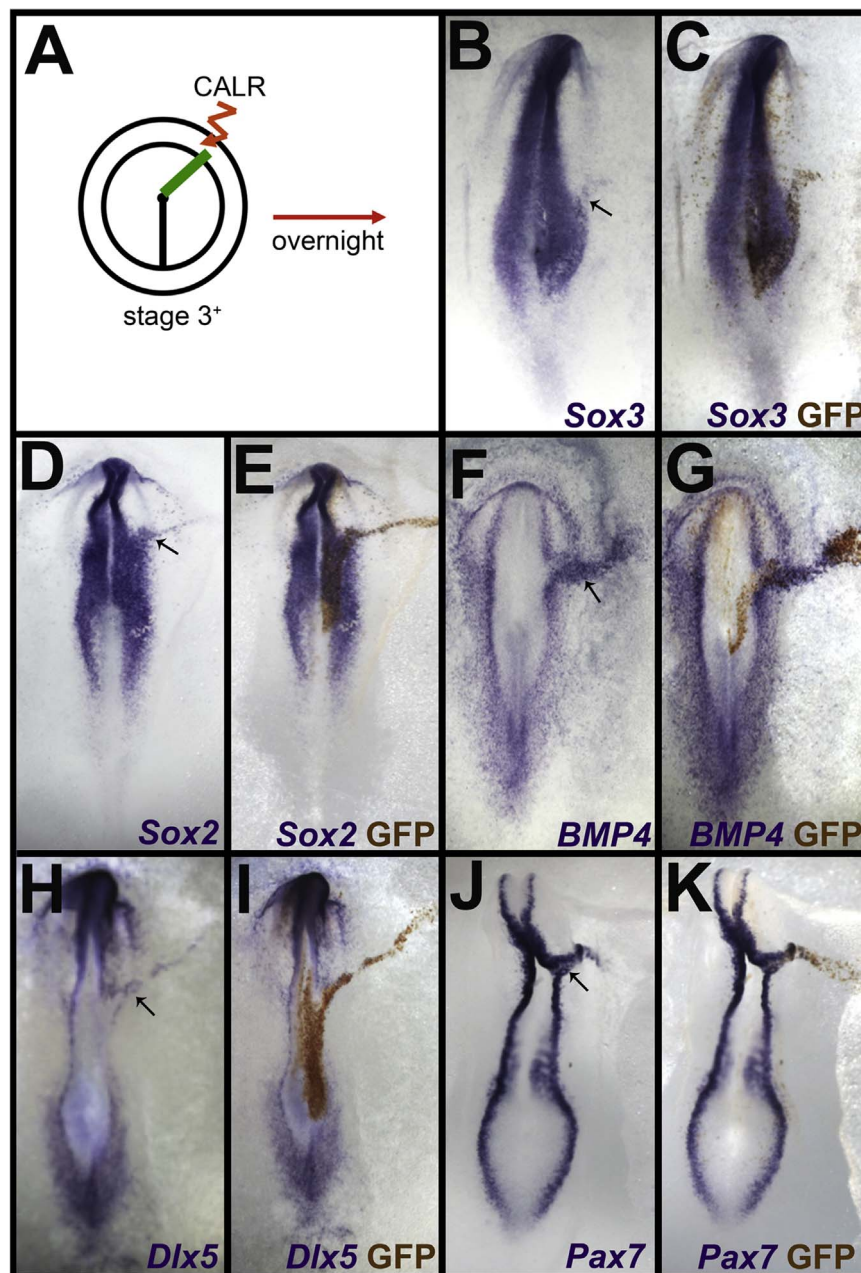 A
CALR
overnight
stage 3+
B
Sox3
C
Sox3 GFP
D
Sox2
E
Sox2 GFP
F
BMP4
G
BMP4 GFP
H
Dlx5
I
Dlx5 GFP
J
Pax7
K
Pax7 GFP